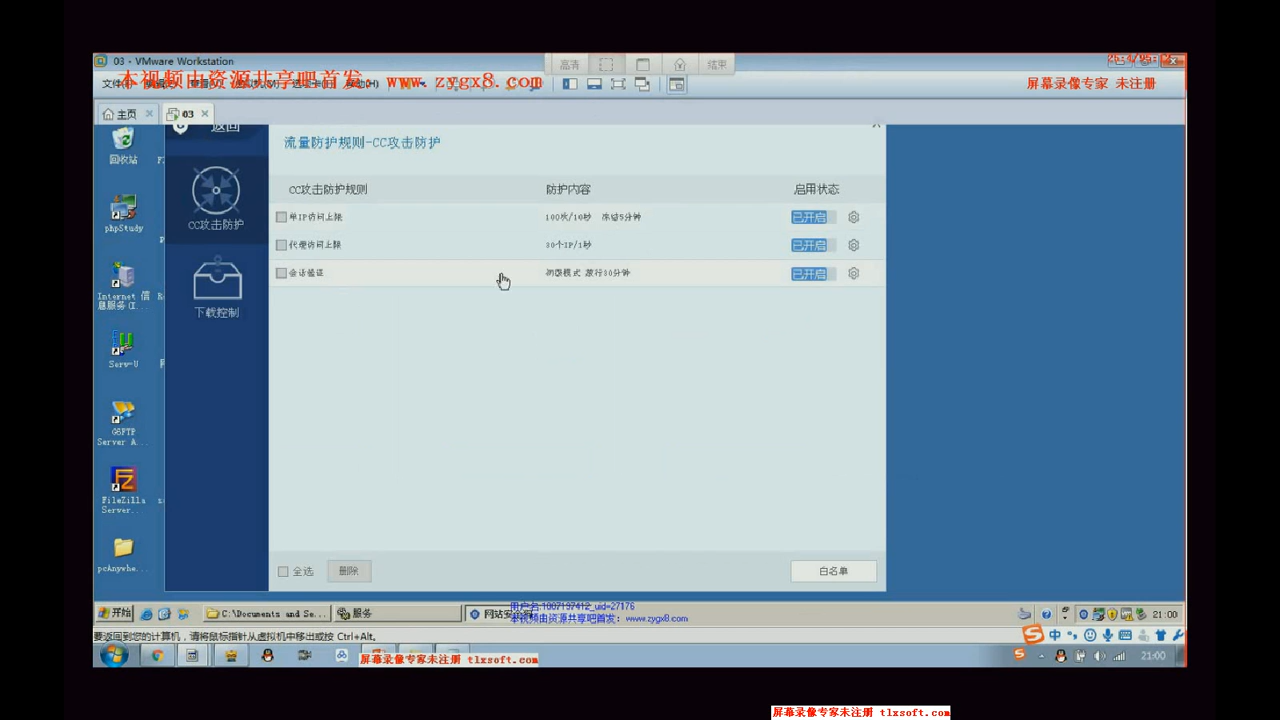 03 - VMware Workstation
高清
结束
本视频由资源共享吧首发 www. zygx8. com
屏幕录像专家 未注册
主页
03
返回
流量防护规则-CC攻击防护
回收站
CC攻击防护规则
防护内容
启用状态
单IP访问上限
100次/10秒 冻结5分钟
已开启
phpStudy
CC攻击防护
代理访问上限
30个IP/1秒
已开启
会话验证
初级模式 放行30分钟
已开启
Internet 信
息服务(I...
下载控制
Serv-U
G6FTP
Server A...
FileZilla
Server...
pcAnywhe...
全选
删除
白名单
开始
C:\Documents and Se...
服务
网站安
用户名:1007197412_uid=27176
本视频由资源共享吧首发: www.zygx8.com
21:00
要返回到您的计算机，请将鼠标指针从虚拟机中移出或按 Ctrl+Alt。
中
屏幕录像专家未注册 tlxsoft.com
21:00
屏幕录像专家未注册 tlxsoft.com